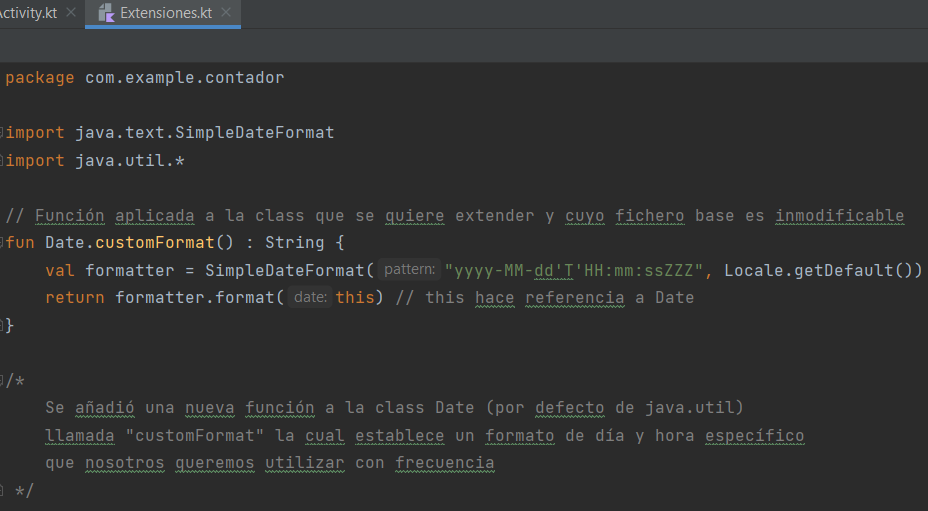 Activity.kt Extensiones.kt
package com.example.contador
import java.text.SimpleDateFormat
import java.util.*
// Función aplicada a la class que se quiere extender y cuyo fichero base es inmodificable
fun Date.customFormat() : String {
val formatter = SimpleDateFormat( pattern: "yyyy-MM-dd'T'HH:mm:ssZZZ", Locale.getDefault())
return formatter.format( date: this) // this hace referencia a Date
}
/*
Se añadió una nueva función a la class Date (por defecto de java.util)
llamada "customFormat" la cual establece un formato de día y hora específico
que nosotros queremos utilizar con frecuencia
*/